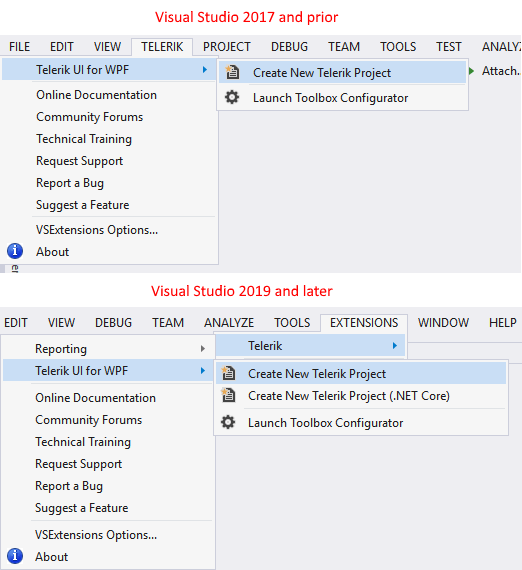 Visual Studio 2017 and prior
FILE EDIT VIEW TELERIK PROJECT DEBUG TEAM TOOLS TEST ANALYZ
Telerik UI for WPF
Create New Telerik Project
Attach...
Launch Toolbox Configurator
Online Documentation
Community Forums
Technical Training
Request Support
Report a Bug
Suggest a Feature
VSExtensions Options...
About
Visual Studio 2019 and later
EDIT VIEW DEBUG TEAM ANALYZE TOOLS EXTENSIONS WINDOW HELP
Reporting
Telerik
Telerik UI for WPF
Create New Telerik Project
Create New Telerik Project (.NET Core)
Launch Toolbox Configurator
Online Documentation
Community Forums
Technical Training
Request Support
Report a Bug
Suggest a Feature
VSExtensions Options...
About